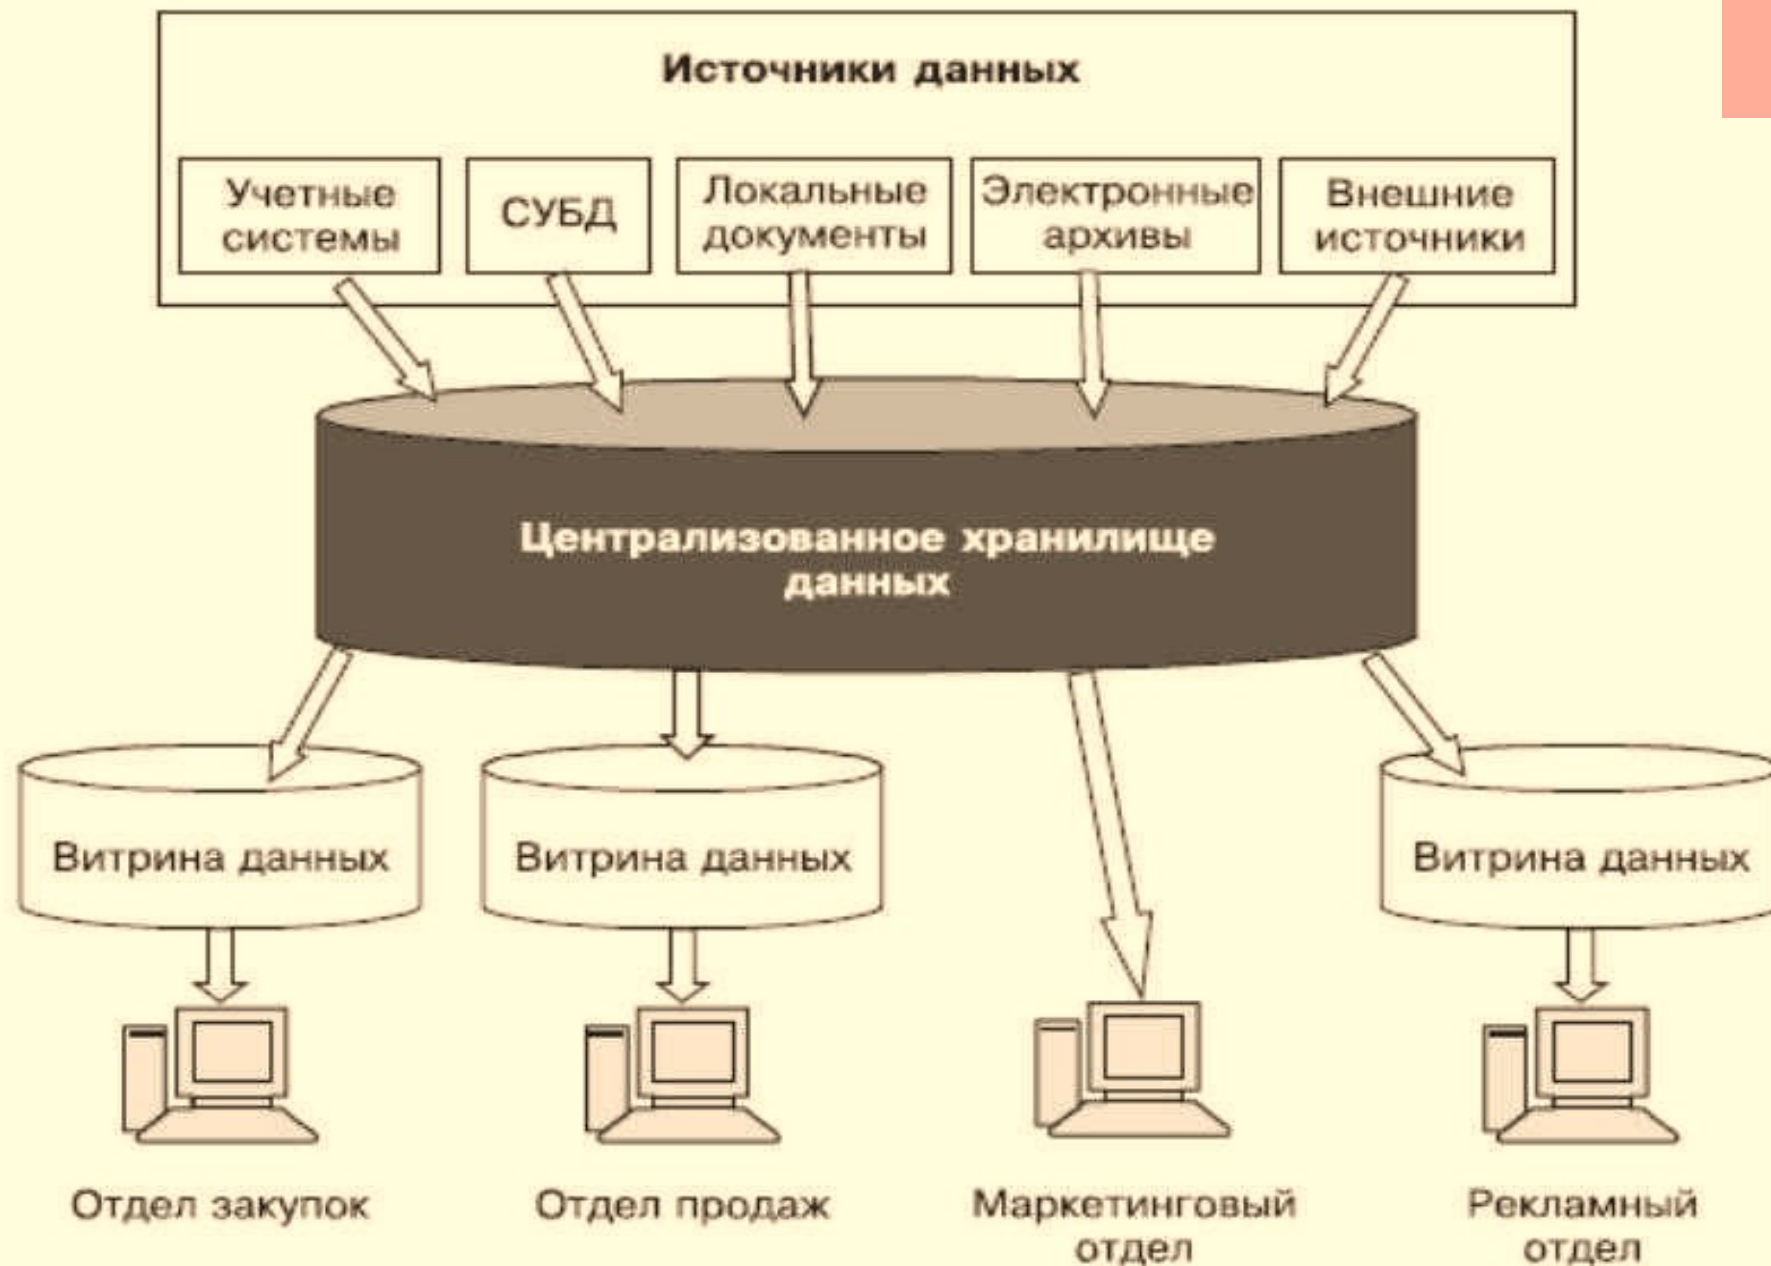 Источники данных
Учетные
системы
СУБД
Локальные
документы
Электронные
архивы
Внешние
источники
Централизованное хранилище
данных
Витрина данных
Витрина данных
Витрина данных
Отдел закупок
Отдел продаж
Маркетинговый
отдел
Рекламный
отдел